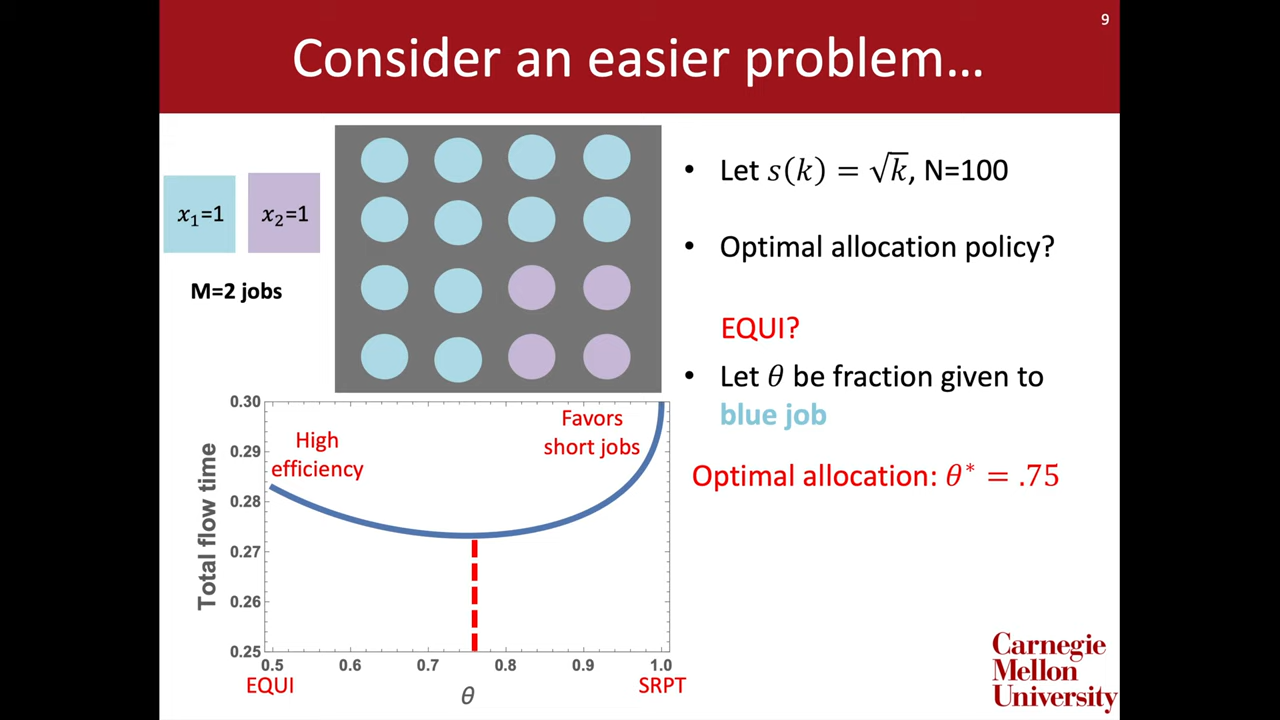 9
Consider an easier problem…
x₁=1
x₂=1
M=2 jobs
• Let s(k) = √k, N=100
• Optimal allocation policy?
EQUI?
• Let θ be fraction given to
blue job
Optimal allocation: θ* = .75
Total flow time
0.30
0.29
0.28
0.27
0.26
0.25
High
efficiency
Favors
short jobs
0.5
0.6
0.7
0.8
0.9
1.0
EQUI
θ
SRPT
Carnegie
Mellon
University